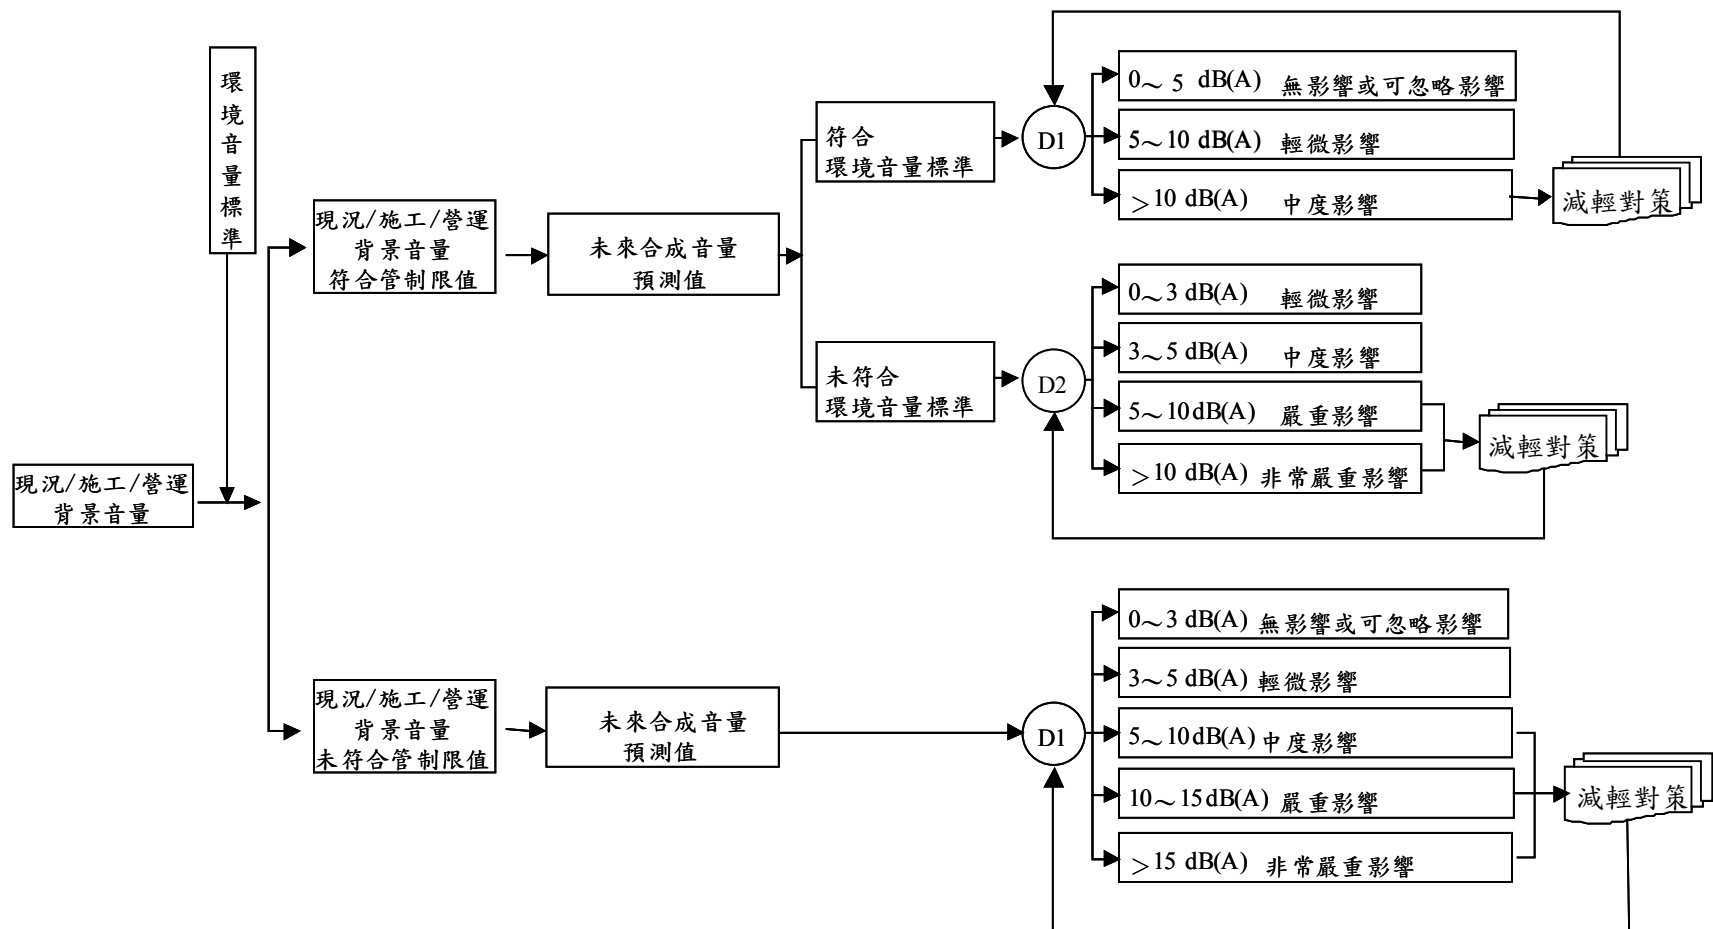 環境音量標準
現況/施工/營運
背景音量
現況/施工/營運
背景音量
符合管制限值
未來合成音量
預測值
符合
環境音量標準
D1
0～5 dB(A) 無影響或可忽略影響
5～10 dB(A) 輕微影響
>10 dB(A) 中度影響
減輕對策
未符合
環境音量標準
D2
0～3 dB(A) 輕微影響
3～5 dB(A) 中度影響
5～10dB(A) 嚴重影響
>10 dB(A) 非常嚴重影響
減輕對策
現況/施工/營運
背景音量
未符合管制限值
未來合成音量
預測值
D1
0～3 dB(A) 無影響或可忽略影響
3～5 dB(A) 輕微影響
5～10dB(A) 中度影響
10～15dB(A) 嚴重影響
>15 dB(A) 非常嚴重影響
減輕對策